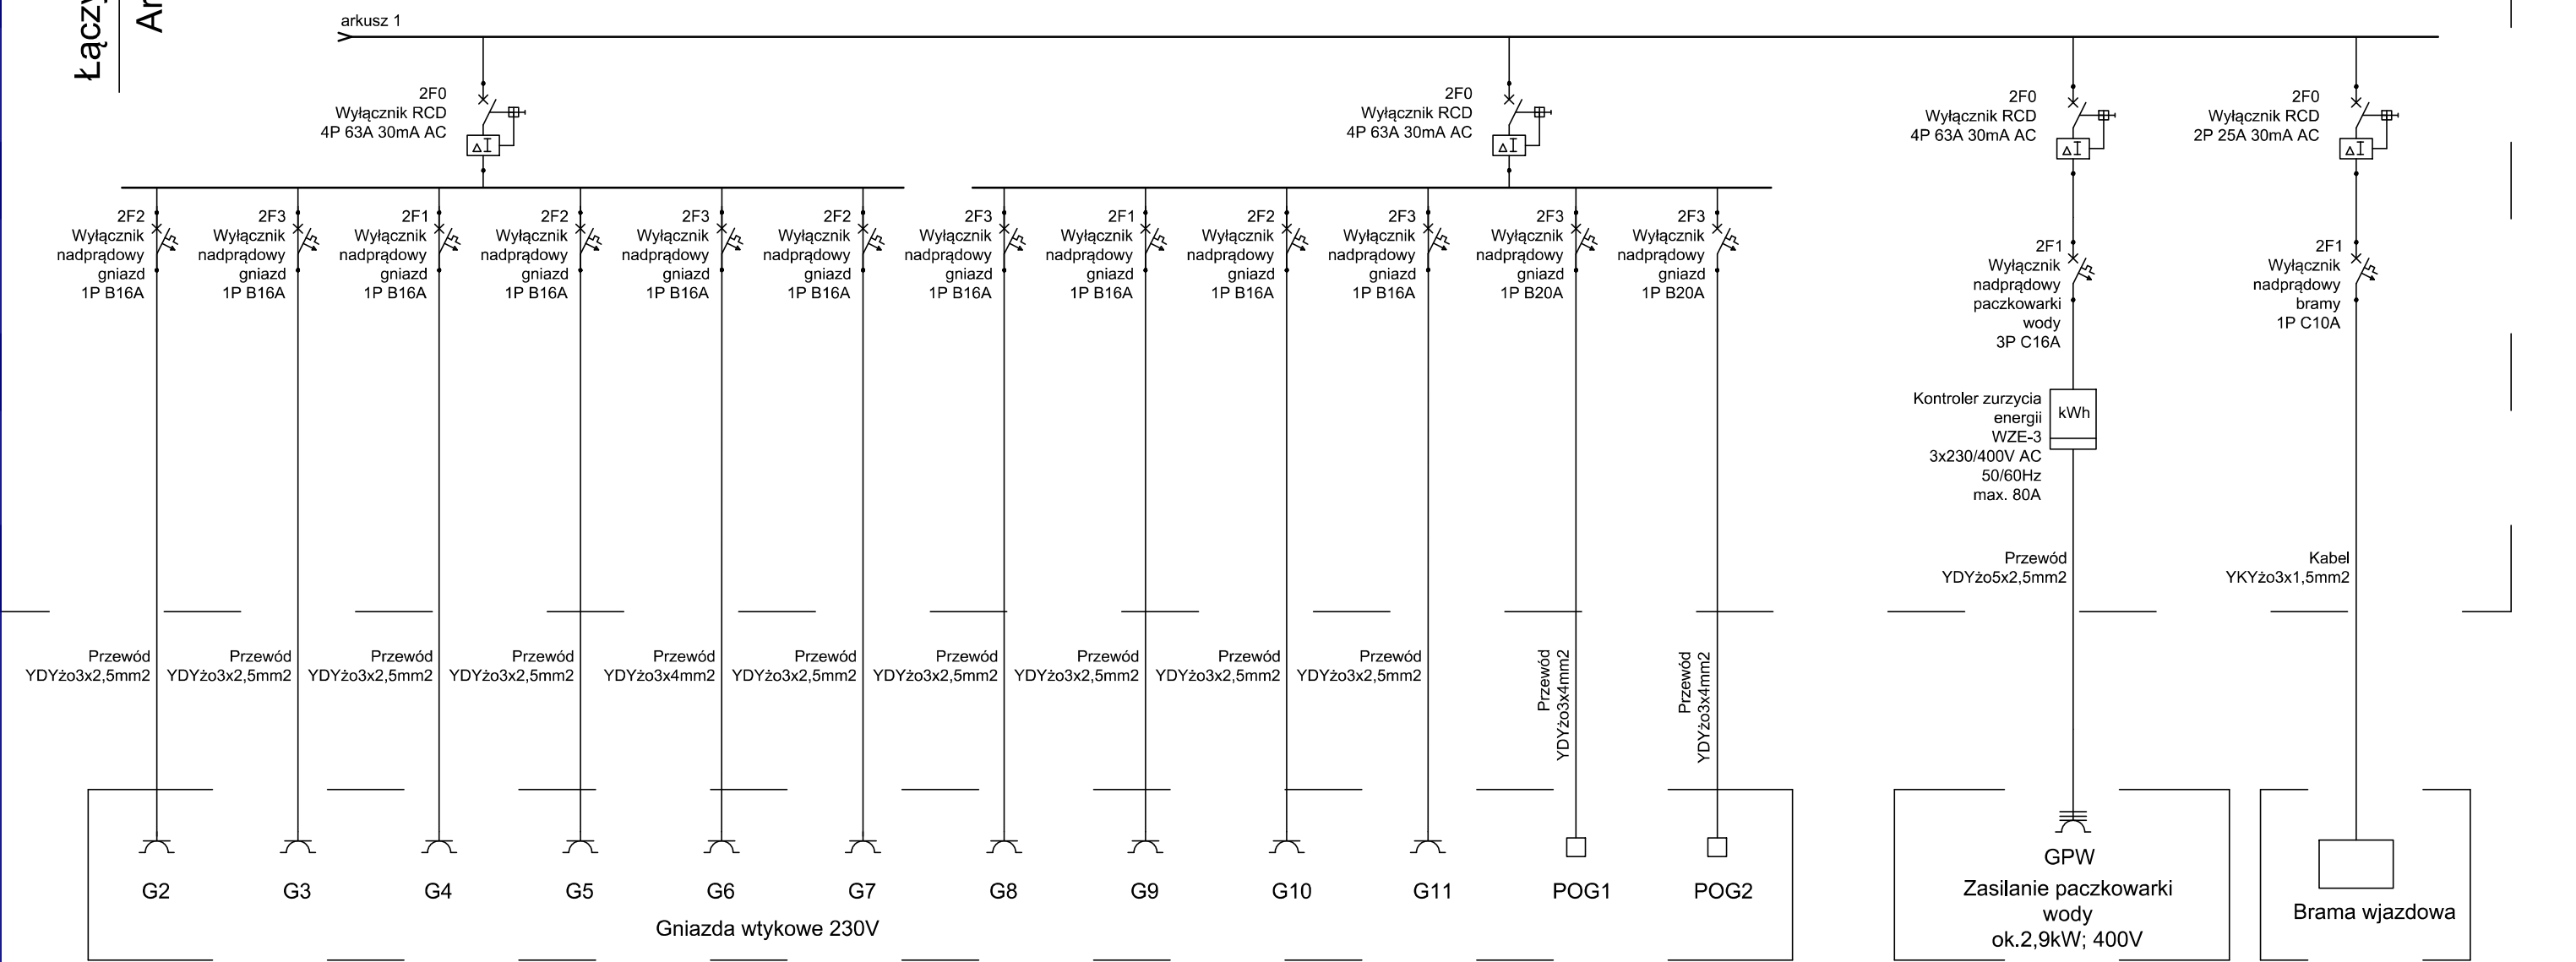 Łączy
Ar
arkusz 1
2F0
Wyłącznik RCD
4P 63A 30mA AC
2F0
Wyłącznik RCD
4P 63A 30mA AC
2F0
Wyłącznik RCD
4P 63A 30mA AC
2F0
Wyłącznik RCD
2P 25A 30mA AC
2F2
Wyłącznik
nadprądowy
gniazd
1P B16A
2F3
Wyłącznik
nadprądowy
gniazd
1P B16A
2F1
Wyłącznik
nadprądowy
gniazd
1P B16A
2F2
Wyłącznik
nadprądowy
gniazd
1P B16A
2F3
Wyłącznik
nadprądowy
gniazd
1P B16A
2F2
Wyłącznik
nadprądowy
gniazd
1P B16A
2F3
Wyłącznik
nadprądowy
gniazd
1P B16A
2F1
Wyłącznik
nadprądowy
gniazd
1P B16A
2F2
Wyłącznik
nadprądowy
gniazd
1P B16A
2F3
Wyłącznik
nadprądowy
gniazd
1P B16A
2F3
Wyłącznik
nadprądowy
gniazd
1P B20A
2F3
Wyłącznik
nadprądowy
gniazd
1P B20A
2F1
Wyłącznik
nadprądowy
paczkowarki
wody
3P C16A
2F1
Wyłącznik
nadprądowy
bramy
1P C10A
Kontroler zurzycia
energii
WZE-3
3x230/400V AC
50/60Hz
max. 80A
kWh
Przewód
YDYżo5x2,5mm2
Kabel
YKYżo3x1,5mm2
Przewód
YDYżo3x2,5mm2
Przewód
YDYżo3x2,5mm2
Przewód
YDYżo3x2,5mm2
Przewód
YDYżo3x2,5mm2
Przewód
YDYżo3x4mm2
Przewód
YDYżo3x2,5mm2
Przewód
YDYżo3x2,5mm2
Przewód
YDYżo3x2,5mm2
Przewód
YDYżo3x2,5mm2
Przewód
YDYżo3x2,5mm2
Przewód
YDYżo3x4mm2
Przewód
YDYżo3x4mm2
G2
G3
G4
G5
G6
G7
G8
G9
G10
G11
POG1
POG2
Gniazda wtykowe 230V
GPW
Zasilanie paczkowarki
wody
ok.2,9kW; 400V
Brama wjazdowa